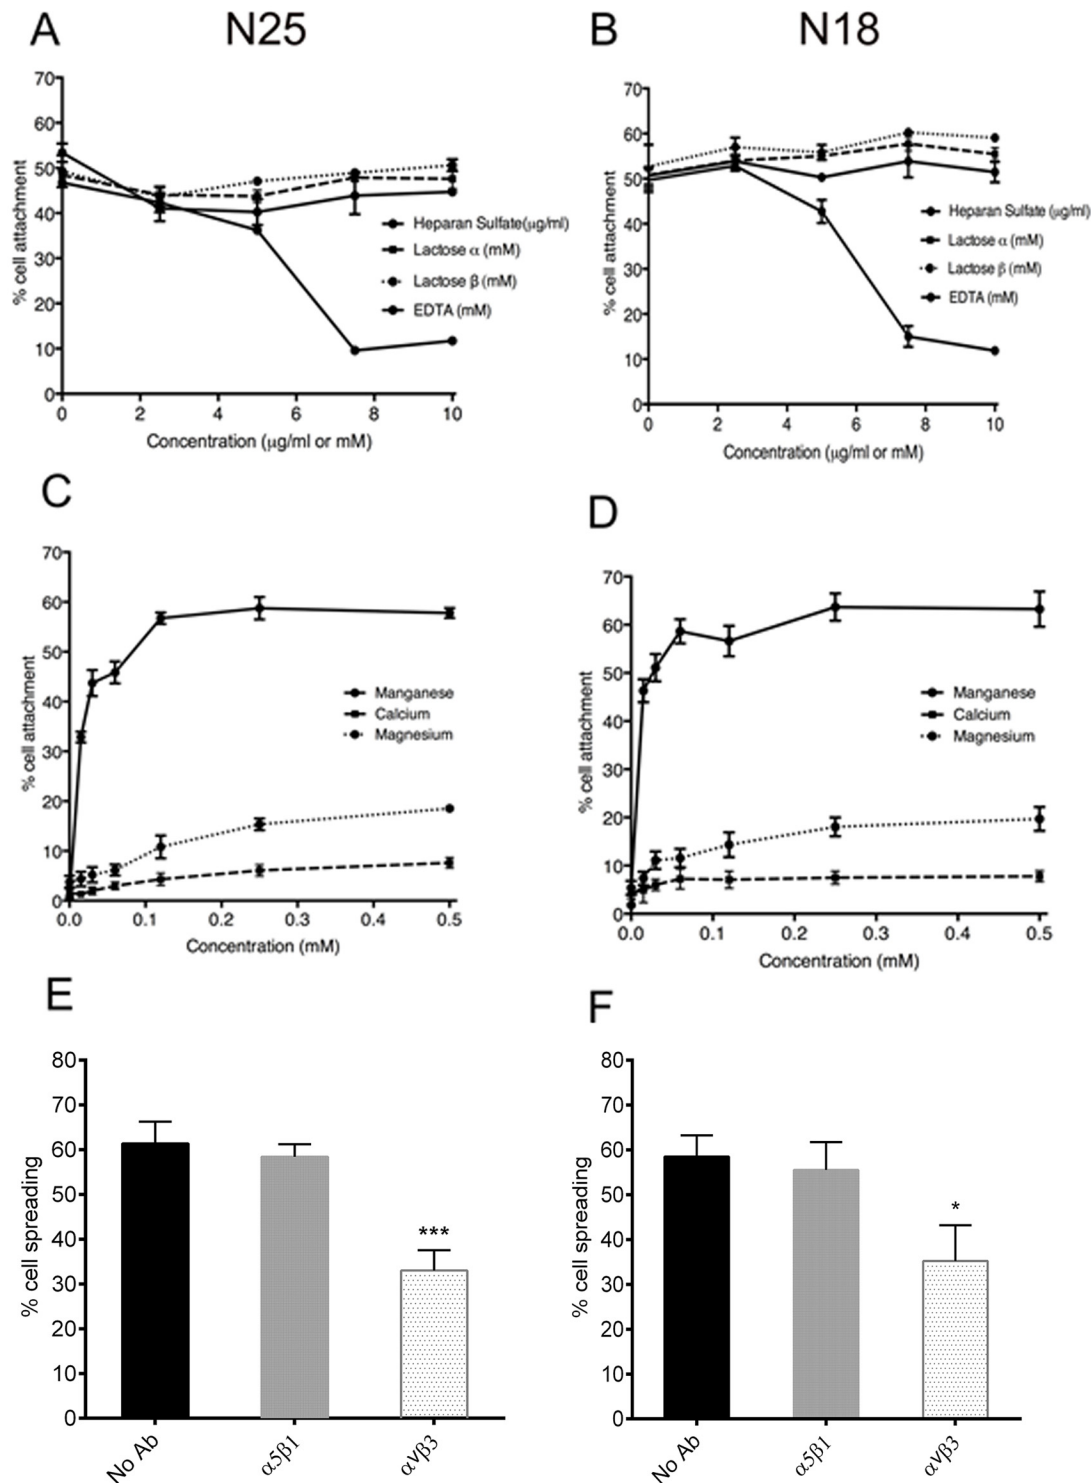 A
N25
B
N18
70
60
50
40
30
20
10
0
% cell attachment
Heparan Sulfate(μg/ml)
Lactose α (mM)
Lactose β (mM)
EDTA (mM)
0
2
4
6
8
10
Concentration (μg/ml or mM)
70
60
50
40
30
20
10
0
% cell attachment
Heparan Sulfate (μg/ml)
Lactose α (mM)
Lactose β (mM)
EDTA (mM)
0
2
4
6
8
10
Concentration (μg/ml or mM)
C
70
60
50
40
30
20
10
0
% cell attachment
Manganese
Calcium
Magnesium
0.0
0.1
0.2
0.3
0.4
0.5
Concentration (mM)
D
70
60
50
40
30
20
10
0
% cell attachment
Manganese
Calcium
Magnesium
0.0
0.1
0.2
0.3
0.4
0.5
Concentration (mM)
E
80
70
60
50
40
30
20
10
0
% cell spreading
***
No Ab
α5β1
αVβ3
F
80
70
60
50
40
30
20
10
0
% cell spreading
*
No Ab
α5β1
αVβ3